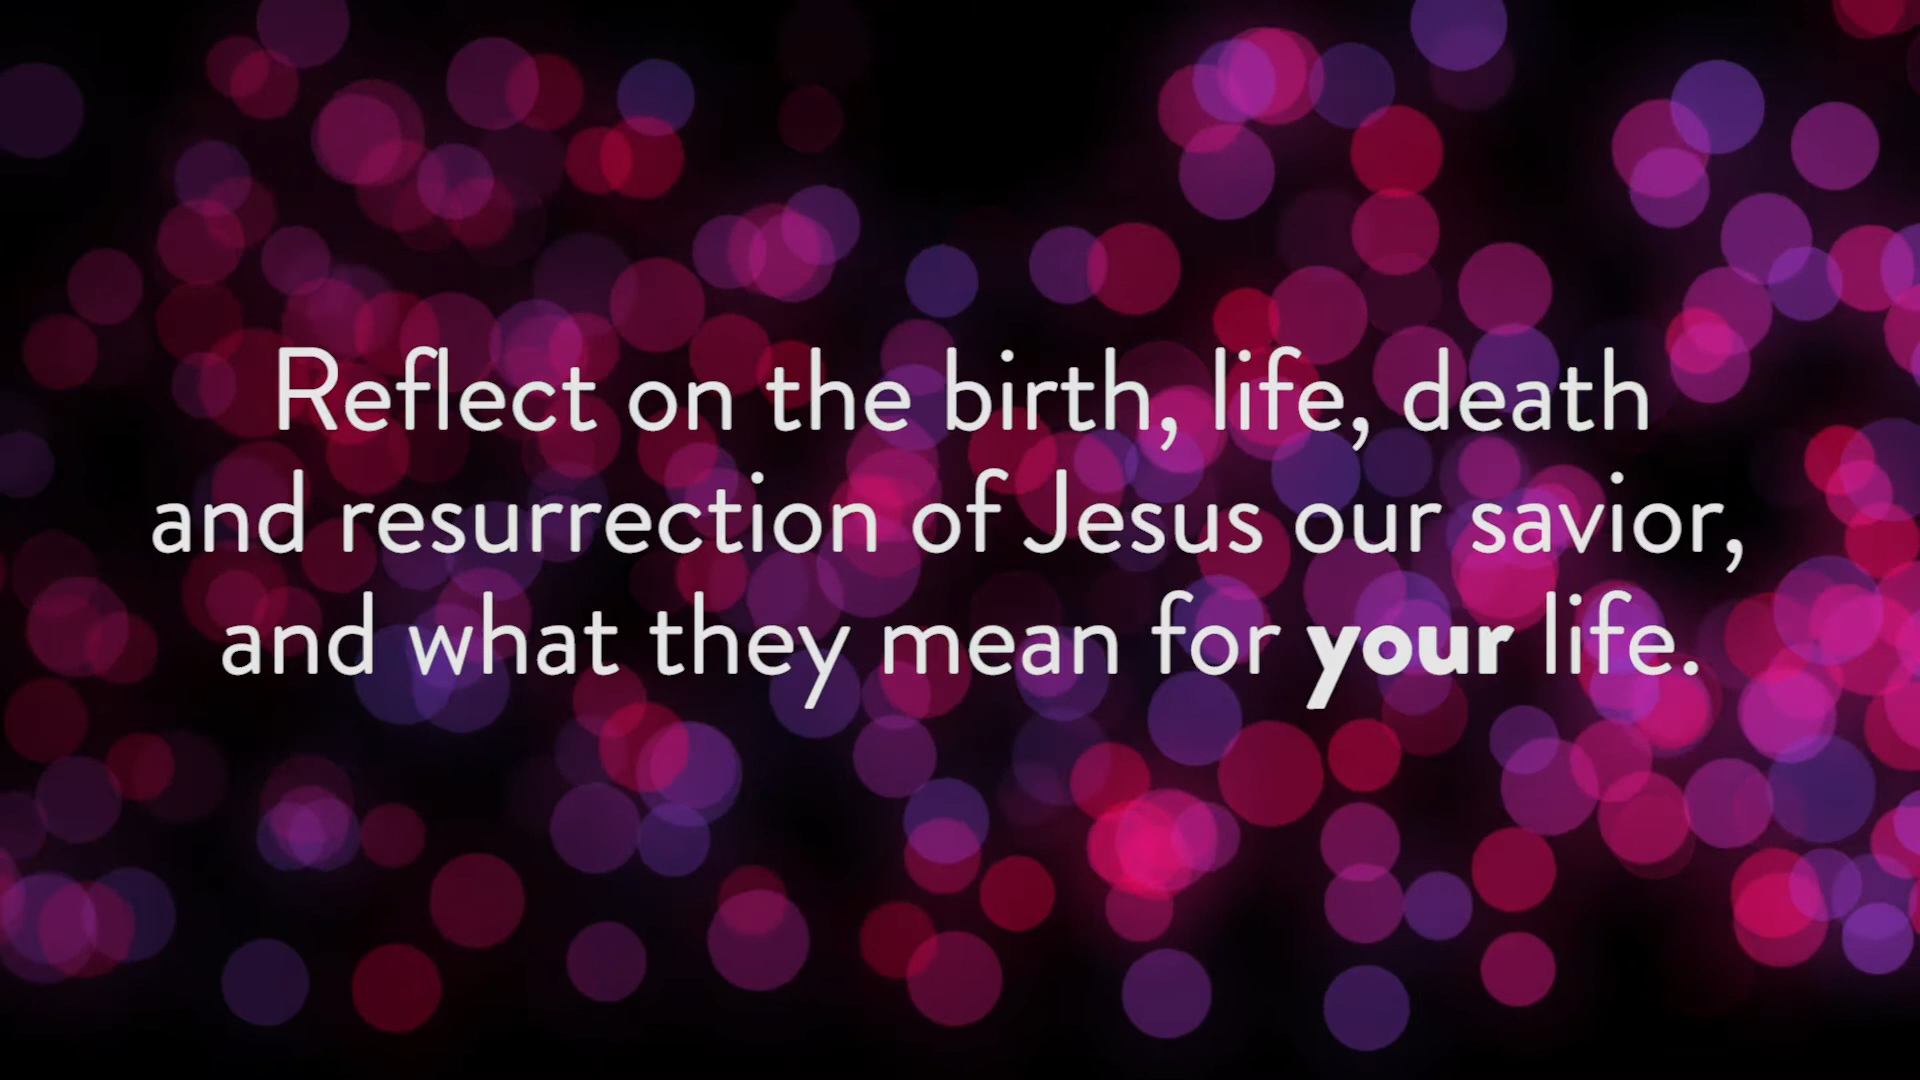 Reflect on the birth, life, death
and resurrection of Jesus our savior,
and what they mean for your life.